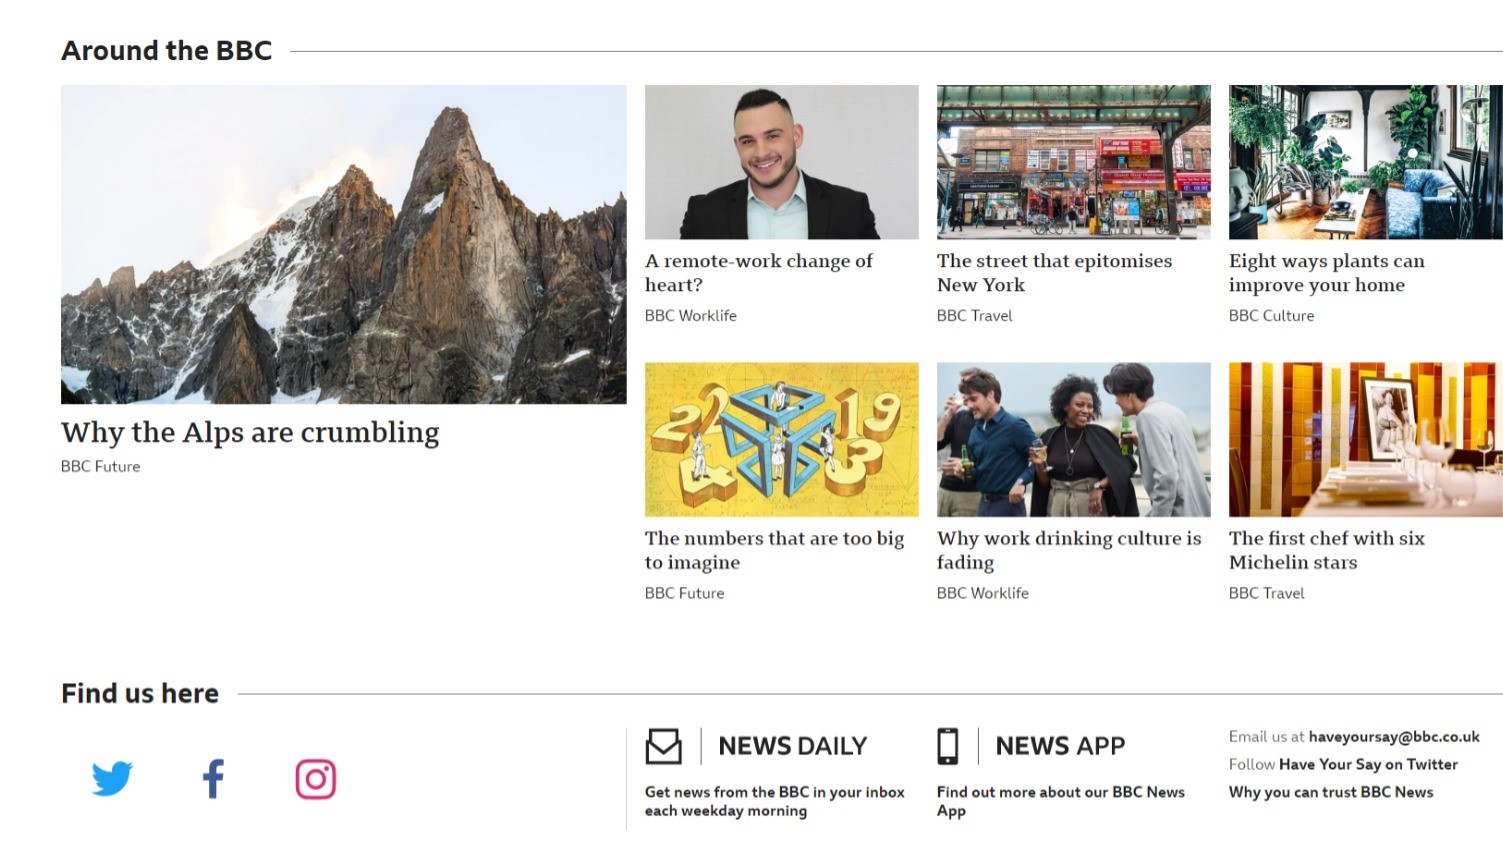 Around the BBC
Why the Alps are crumbling
BBC Future
A remote-work change of
heart?
BBC Worklife
The street that epitomises
New York
BBC Travel
Eight ways plants can
improve your home
BBC Culture
22
19
4
3
The numbers that are too big
to imagine
BBC Future
Why work drinking culture is
fading
BBC Worklife
The first chef with six
Michelin stars
BBC Travel
Find us here
NEWS DAILY
Get news from the BBC in your inbox
each weekday morning
NEWS APP
Find out more about our BBC News
App
Email us at haveyoursay@bbc.co.uk
Follow Have Your Say on Twitter
Why you can trust BBC News